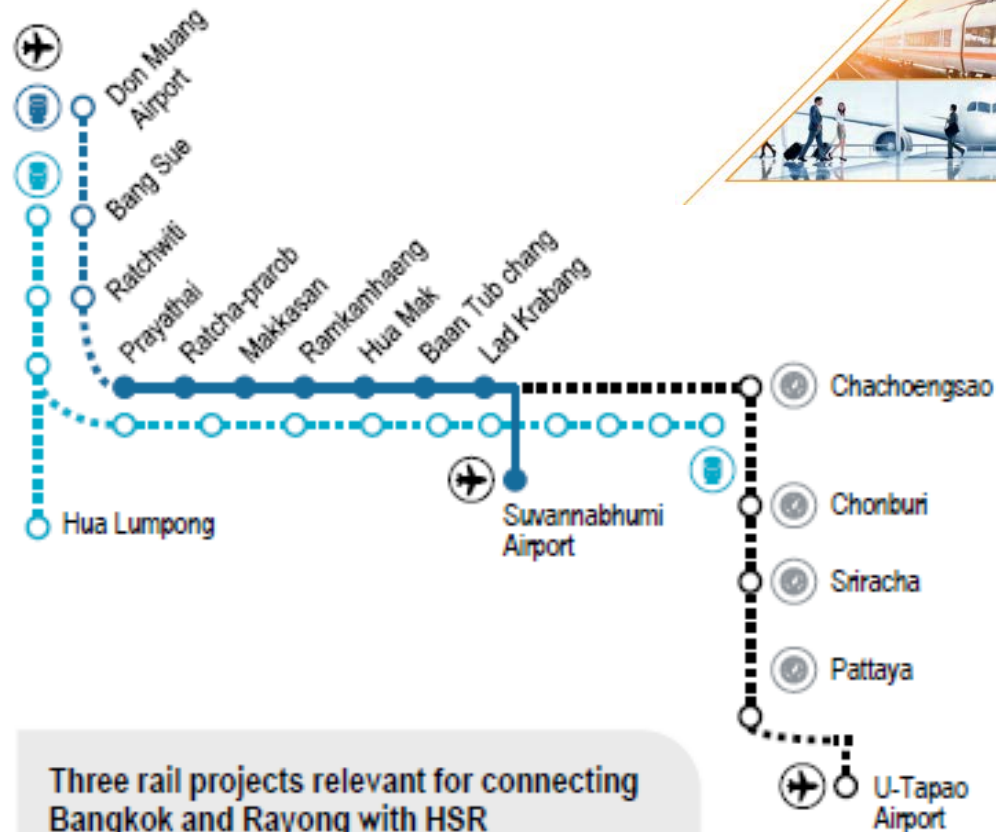 Don Muang
Airport
Bang Sue
Ratchwiti
Prayathai
Ratcha-prarob
Makkasan
Ramkamhaeng
Hua Mak
Baan Tub chang
Lad Krabang
Chachoengsao
Chonburi
Sriracha
Pattaya
U-Tapao
Airport
Suvannabhumi
Airport
Hua Lumpong
Three rail projects relevant for connecting
Bangkok and Rayong with HSR